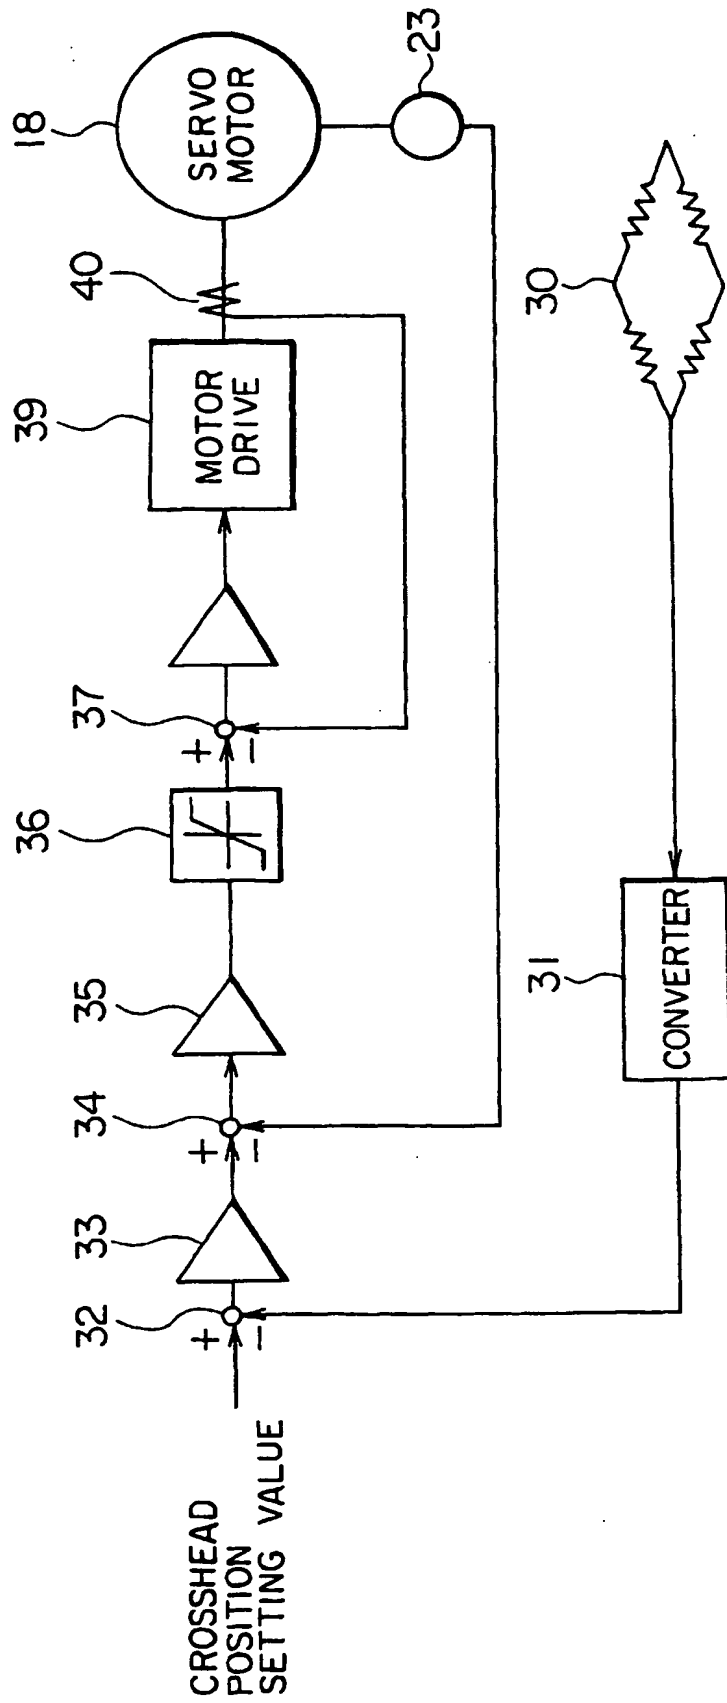 CROSSHEAD
POSITION
SETTING VALUE
+
−
32
33
+
−
34
35
36
+
−
37
39
MOTOR
DRIVE
40
18
SERVO
MOTOR
23
31
CONVERTER
30